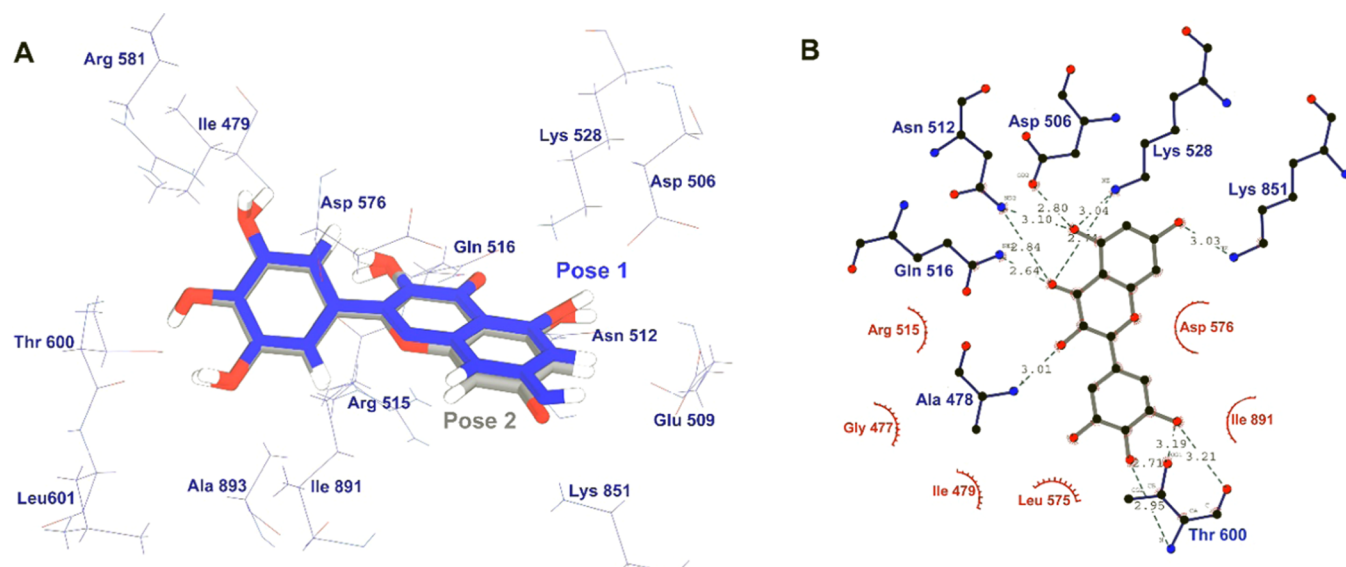 A
Arg 581
Ile 479
Lys 528
Asp 506
Asp 576
Gln 516
Pose 1
Asn 512
Thr 600
Arg 515
Pose 2
Glu 509
Leu601
Ala 893
Ile 891
Lys 851
B
Asn 512
Asp 506
Lys 528
Lys 851
2.80
3.04
3.10
3.03
2.84
Gln 516
2.64
Arg 515
Asp 576
3.01
Ala 478
Gly 477
Ile 891
3.19
2.71
3.21
Ile 479
Leu 575
2.95
Thr 600